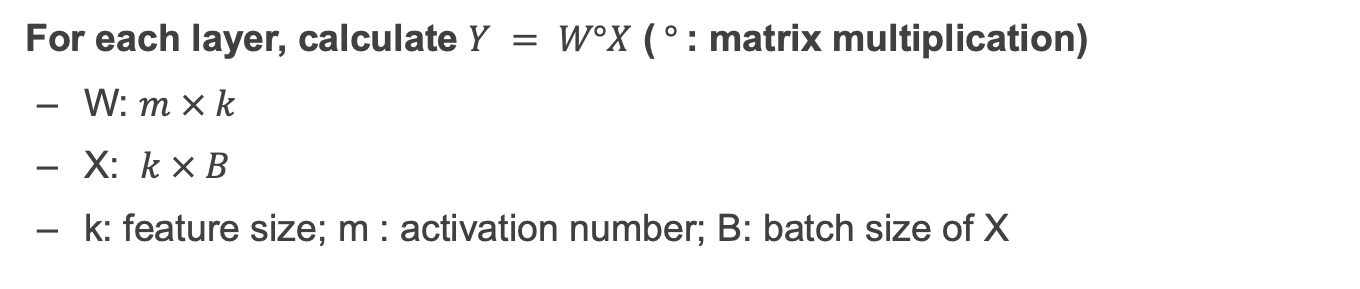 For each layer, calculate Y = W°X ( ° : matrix multiplication)
– W: m × k
– X: k × B
– k: feature size; m : activation number; B: batch size of X